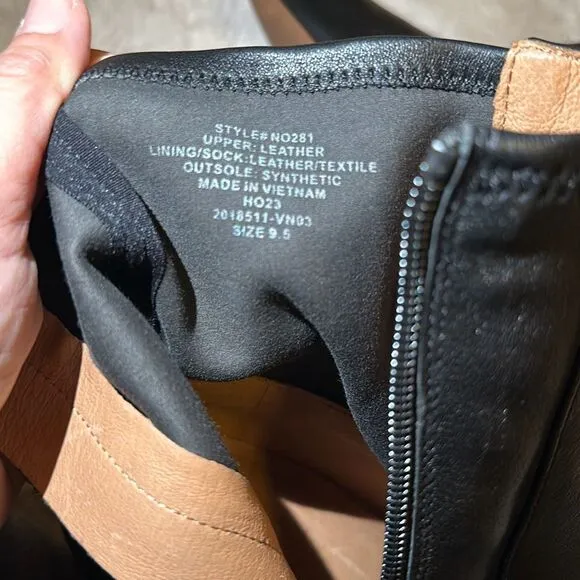 STYLE# NO281
UPPER: LEATHER
LINING/SOCK:LEATHER/TEXTILE
OUTSOLE: SYNTHETIC
MADE IN VIETNAM
HO23
2018511-VN03
SIZE 9.5